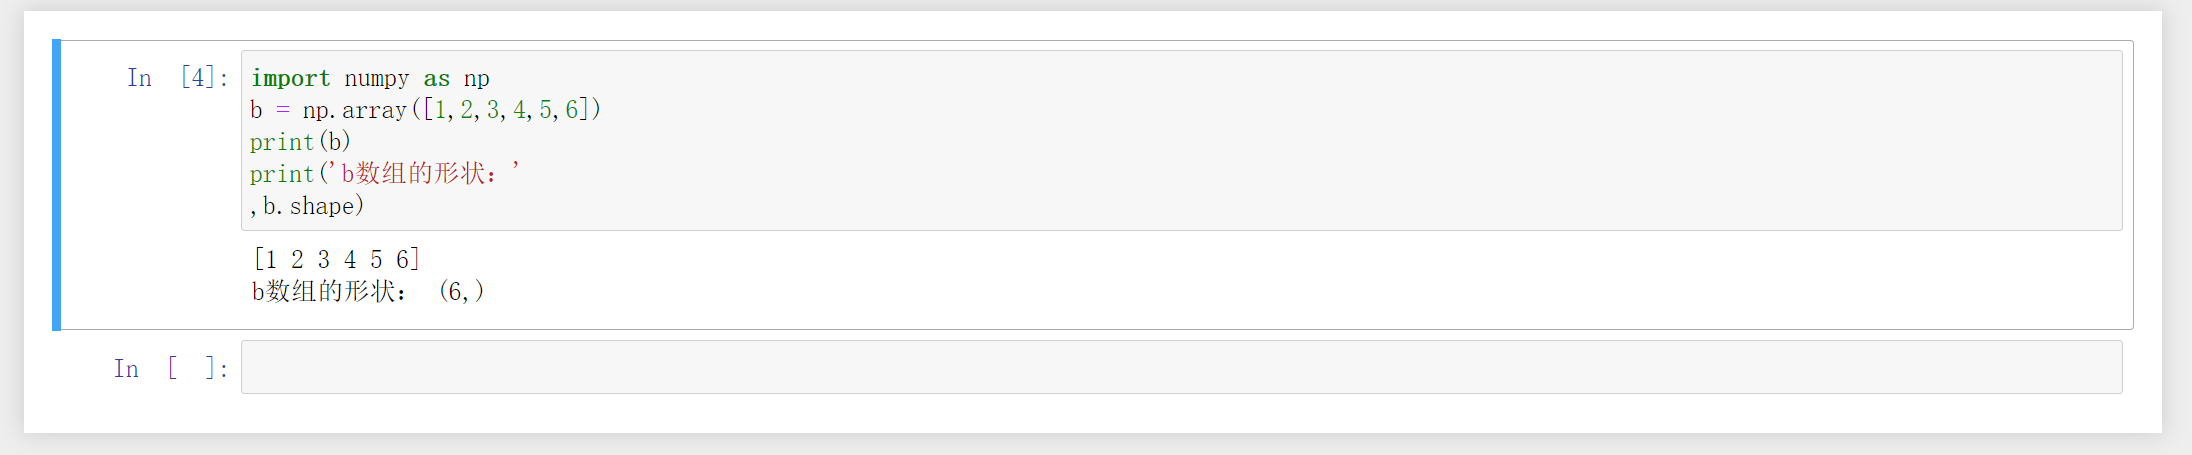 In [4]:
import numpy as np
b = np.array([1,2,3,4,5,6])
print(b)
print('b数组的形状：'
,b.shape)
[1 2 3 4 5 6]
b数组的形状： (6,)
In [ ]: